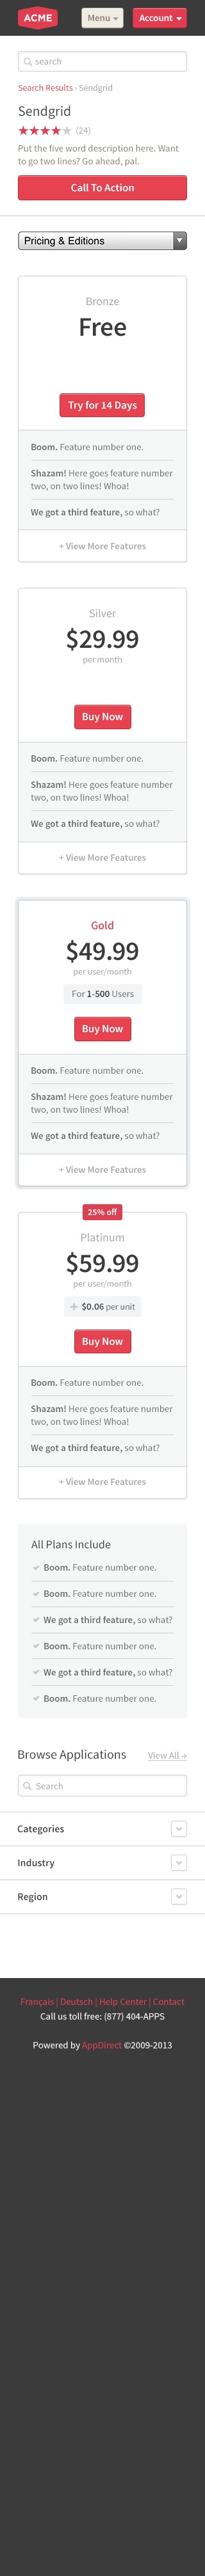 ACME
Menu
Account
search
Search Results › Sendgrid
Sendgrid
(24)
Put the five word description here. Want
to go two lines? Go ahead, pal.
Call To Action
Pricing & Editions
Bronze
Free
Try for 14 Days
Boom. Feature number one.
Shazam! Here goes feature number
two, on two lines! Whoa!
We got a third feature, so what?
+ View More Features
Silver
$29.99
per month
Buy Now
Boom. Feature number one.
Shazam! Here goes feature number
two, on two lines! Whoa!
We got a third feature, so what?
+ View More Features
Gold
$49.99
per user/month
For 1-500 Users
Buy Now
Boom. Feature number one.
Shazam! Here goes feature number
two, on two lines! Whoa!
We got a third feature, so what?
+ View More Features
25% off
Platinum
$59.99
per user/month
+ $0.06 per unit
Buy Now
Boom. Feature number one.
Shazam! Here goes feature number
two, on two lines! Whoa!
We got a third feature, so what?
+ View More Features
All Plans Include
Boom. Feature number one.
Boom. Feature number one.
We got a third feature, so what?
Boom. Feature number one.
We got a third feature, so what?
Boom. Feature number one.
Browse Applications
View All →
Search
Categories
Industry
Region
Français | Deutsch | Help Center | Contact
Call us toll free: (877) 404-APPS
Powered by AppDirect ©2009-2013